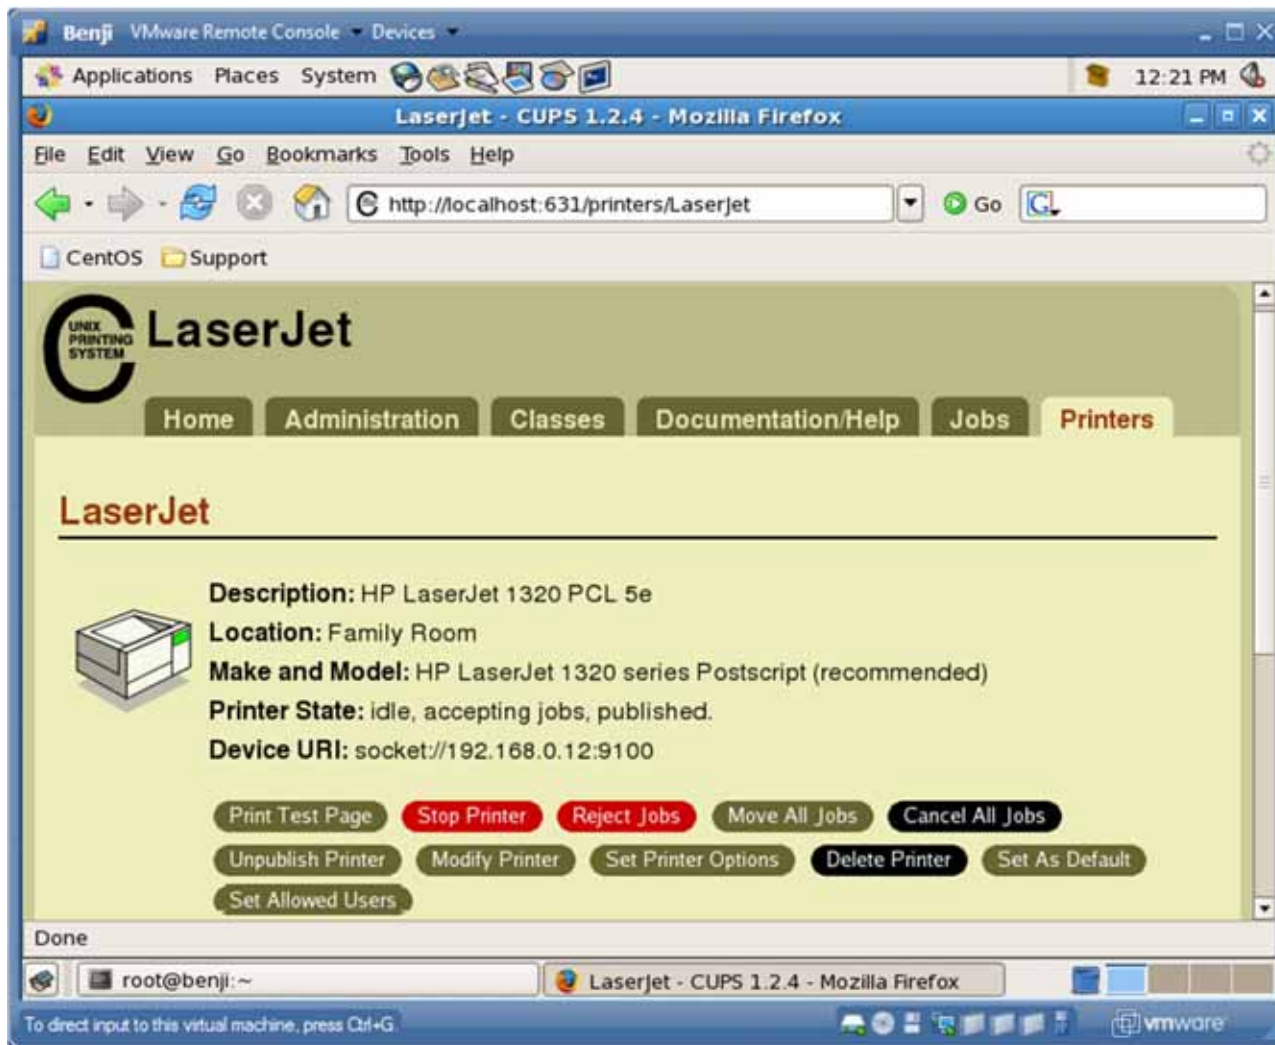 Benji VMware Remote Console Devices
Applications Places System 12:21 PM
LaserJet - CUPS 1.2.4 - Mozilla Firefox
File Edit View Go Bookmarks Tools Help
http://localhost:631/printers/LaserJet Go G
CentOS Support
UNIX
PRINTING
SYSTEM
LaserJet
Home Administration Classes Documentation/Help Jobs Printers
LaserJet
Description: HP LaserJet 1320 PCL 5e
Location: Family Room
Make and Model: HP LaserJet 1320 series Postscript (recommended)
Printer State: idle, accepting jobs, published.
Device URI: socket://192.168.0.12:9100
Print Test Page Stop Printer Reject Jobs Move All Jobs Cancel All Jobs
Unpublish Printer Modify Printer Set Printer Options Delete Printer Set As Default
Set Allowed Users
Done
root@benji:~ LaserJet - CUPS 1.2.4 - Mozilla Firefox
To direct input to this virtual machine, press Ctrl+G. vmware